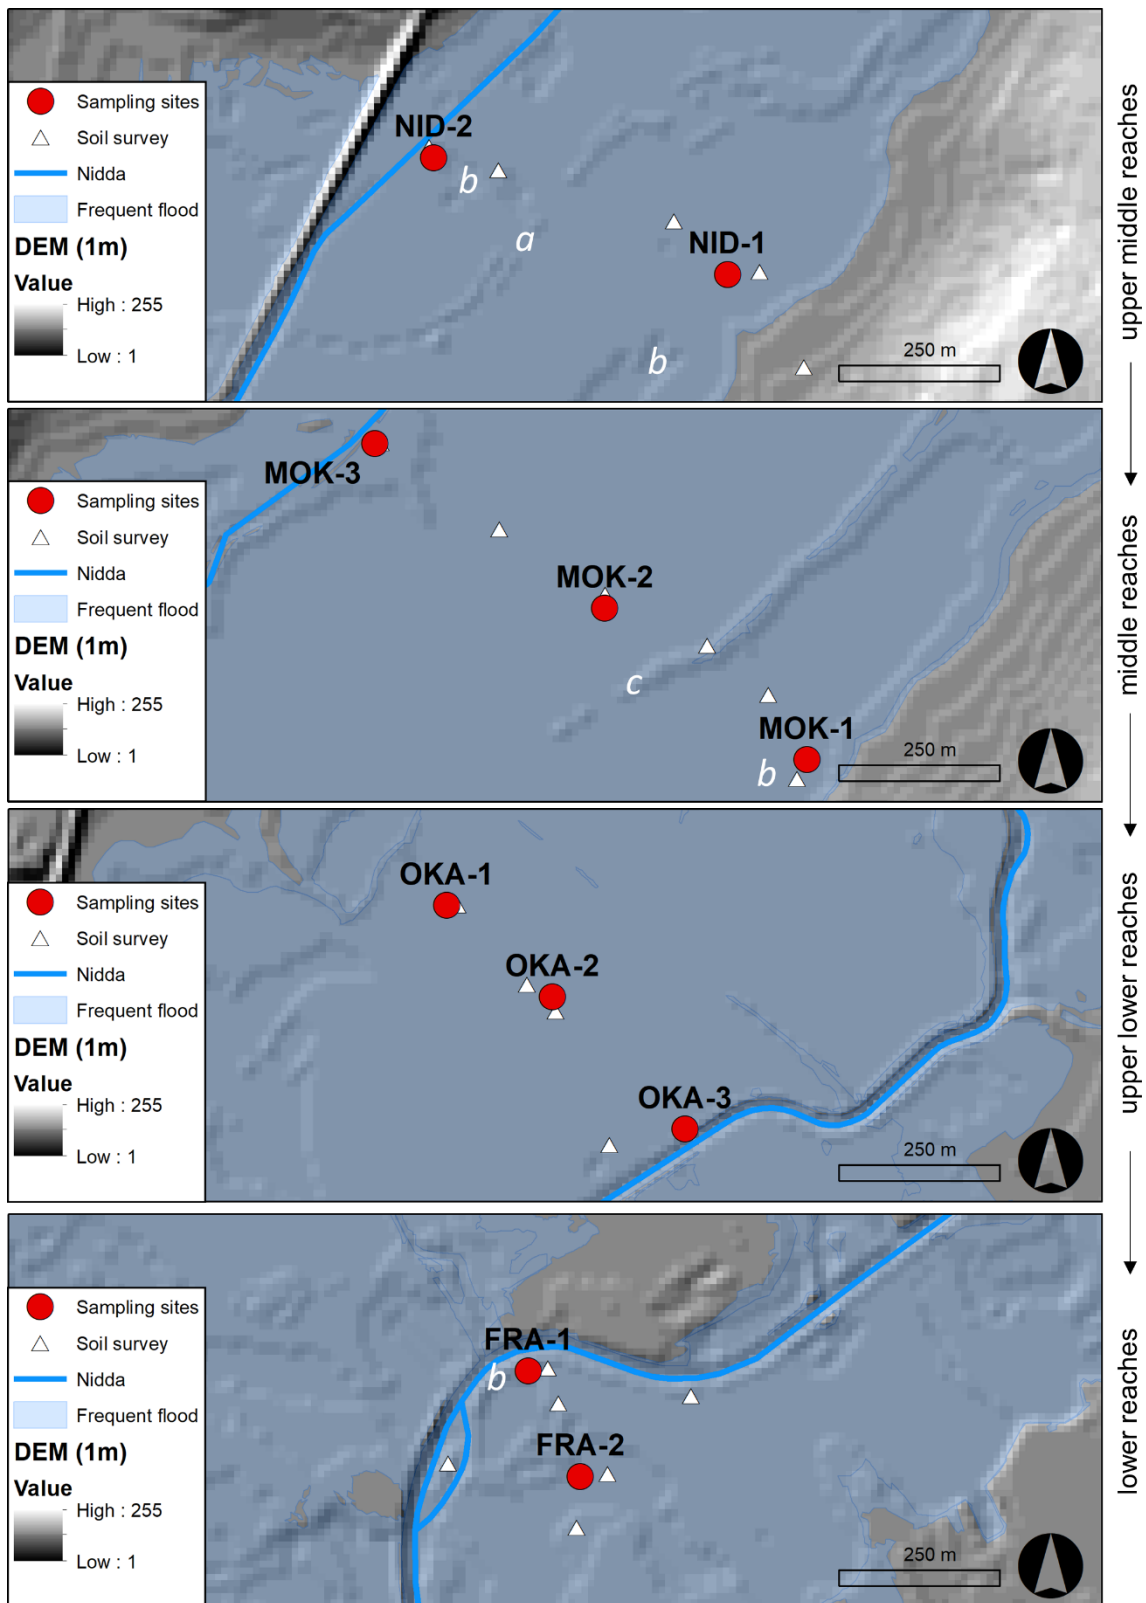 NID-2
b
a
NID-1
b
Sampling sites
Soil survey
Nidda
Frequent flood
DEM (1m)
Value
High : 255
Low : 1
250 m
upper middle reaches
MOK-3
MOK-2
c
MOK-1
b
Sampling sites
Soil survey
Nidda
Frequent flood
DEM (1m)
Value
High : 255
Low : 1
250 m
middle reaches
OKA-1
OKA-2
OKA-3
Sampling sites
Soil survey
Nidda
Frequent flood
DEM (1m)
Value
High : 255
Low : 1
250 m
upper lower reaches
FRA-1
b
FRA-2
Sampling sites
Soil survey
Nidda
Frequent flood
DEM (1m)
Value
High : 255
Low : 1
250 m
lower reaches